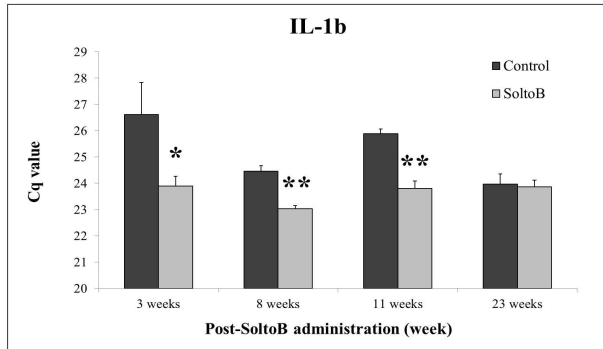 IL-1b
29
28
27
26
25
24
23
22
21
20
Cq value
Control
SoltoB
*
**
**
3 weeks 8 weeks 11 weeks 23 weeks
Post-SoltoB administration (week)